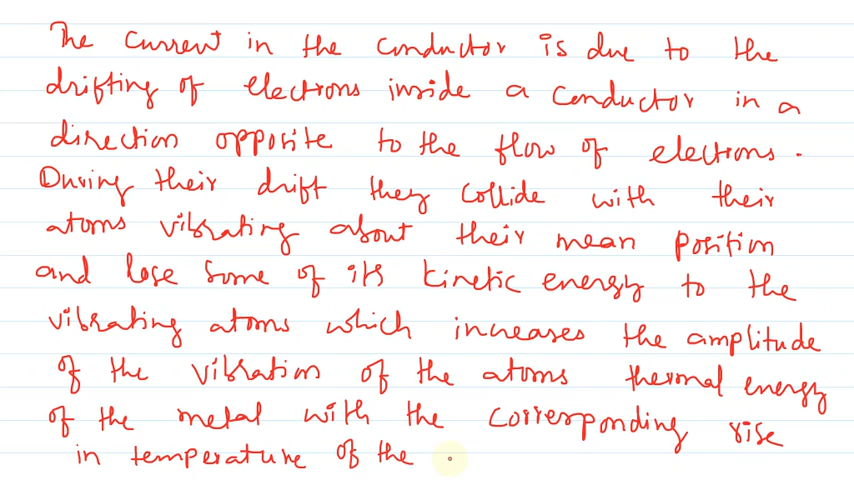 The current in the conductor is due to the
drifting of electrons inside a conductor in a
direction opposite to the flow of electrons.
During their drift they collide with their
atoms vibrating about their mean position
and lose some of its kinetic energy to the
vibrating atoms which increases the amplitude
of the vibration of the atoms thermal energy
of the metal with the corresponding rise
in temperature of the